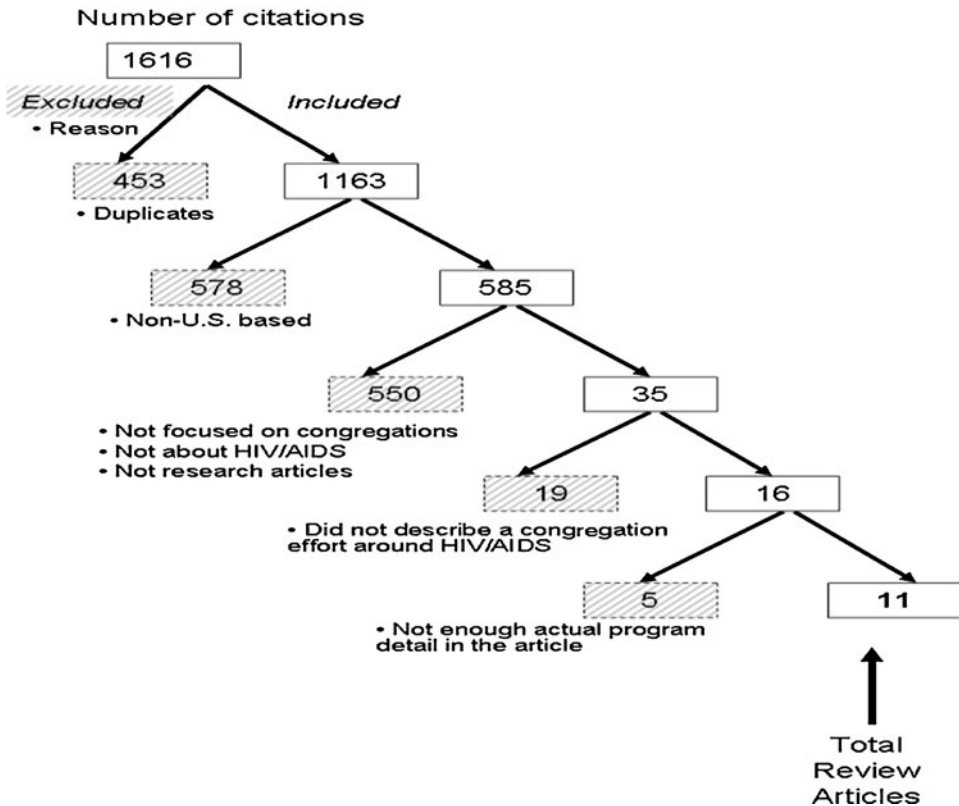 Number of citations
1616
Excluded
Included
• Reason
453
1163
• Duplicates
578
585
• Non-U.S. based
550
35
• Not focused on congregations
• Not about HIV/AIDS
• Not research articles
19
16
• Did not describe a congregation
effort around HIV/AIDS
5
11
• Not enough actual program
detail in the article
Total
Review
Articles